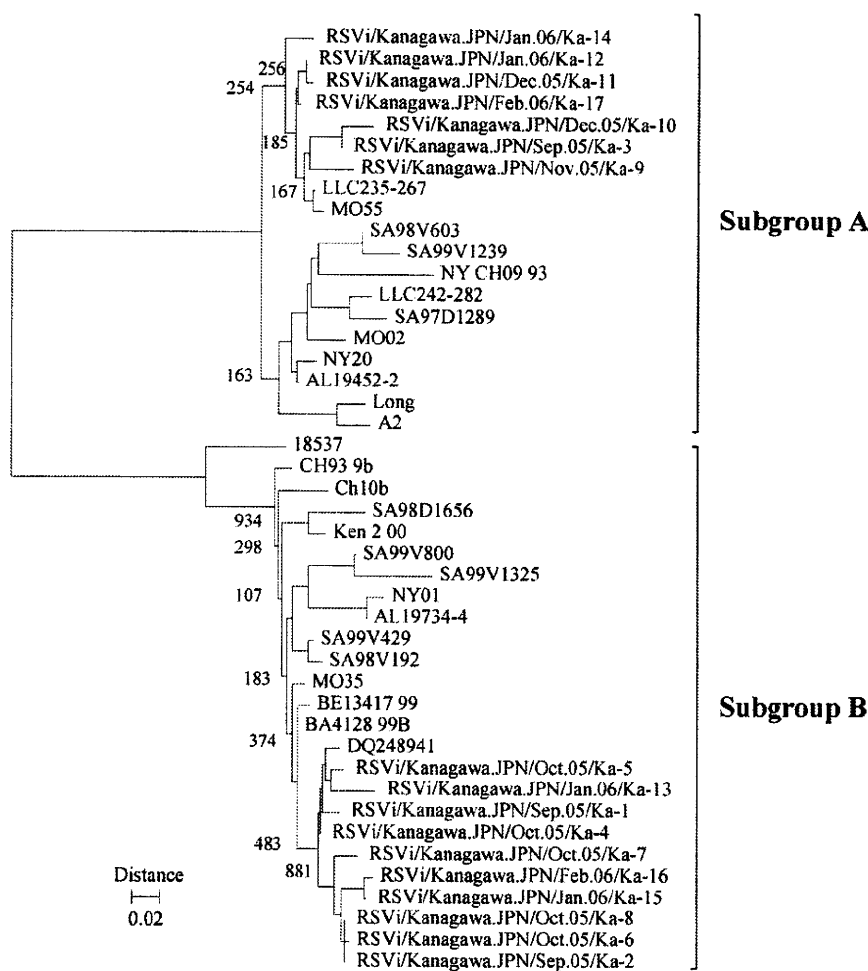 RSVi/Kanagawa.JPN/Jan.06/Ka-14
RSVi/Kanagawa.JPN/Jan.06/Ka-12
256
RSVi/Kanagawa.JPN/Dec.05/Ka-11
254
RSVi/Kanagawa.JPN/Feb.06/Ka-17
RSVi/Kanagawa.JPN/Dec.05/Ka-10
185
RSVi/Kanagawa.JPN/Sep.05/Ka-3
RSVi/Kanagawa.JPN/Nov.05/Ka-9
167
LLC235-267
MO55
Subgroup A
SA98V603
SA99V1239
NY CH09 93
LLC242-282
SA97D1289
MO02
NY20
163
AL19452-2
Long
A2
18537
CH93 9b
Ch10b
SA98D1656
934
Ken 2 00
298
SA99V800
SA99V1325
107
NY01
AL19734-4
SA99V429
SA98V192
183
MO35
BE13417 99
Subgroup B
BA4128 99B
374
DQ248941
RSVi/Kanagawa.JPN/Oct.05/Ka-5
RSVi/Kanagawa.JPN/Jan.06/Ka-13
RSVi/Kanagawa.JPN/Sep.05/Ka-1
RSVi/Kanagawa.JPN/Oct.05/Ka-4
483
RSVi/Kanagawa.JPN/Oct.05/Ka-7
881
RSVi/Kanagawa.JPN/Feb.06/Ka-16
Distance
RSVi/Kanagawa.JPN/Jan.06/Ka-15
0.02
RSVi/Kanagawa.JPN/Oct.05/Ka-8
RSVi/Kanagawa.JPN/Oct.05/Ka-6
RSVi/Kanagawa.JPN/Sep.05/Ka-2